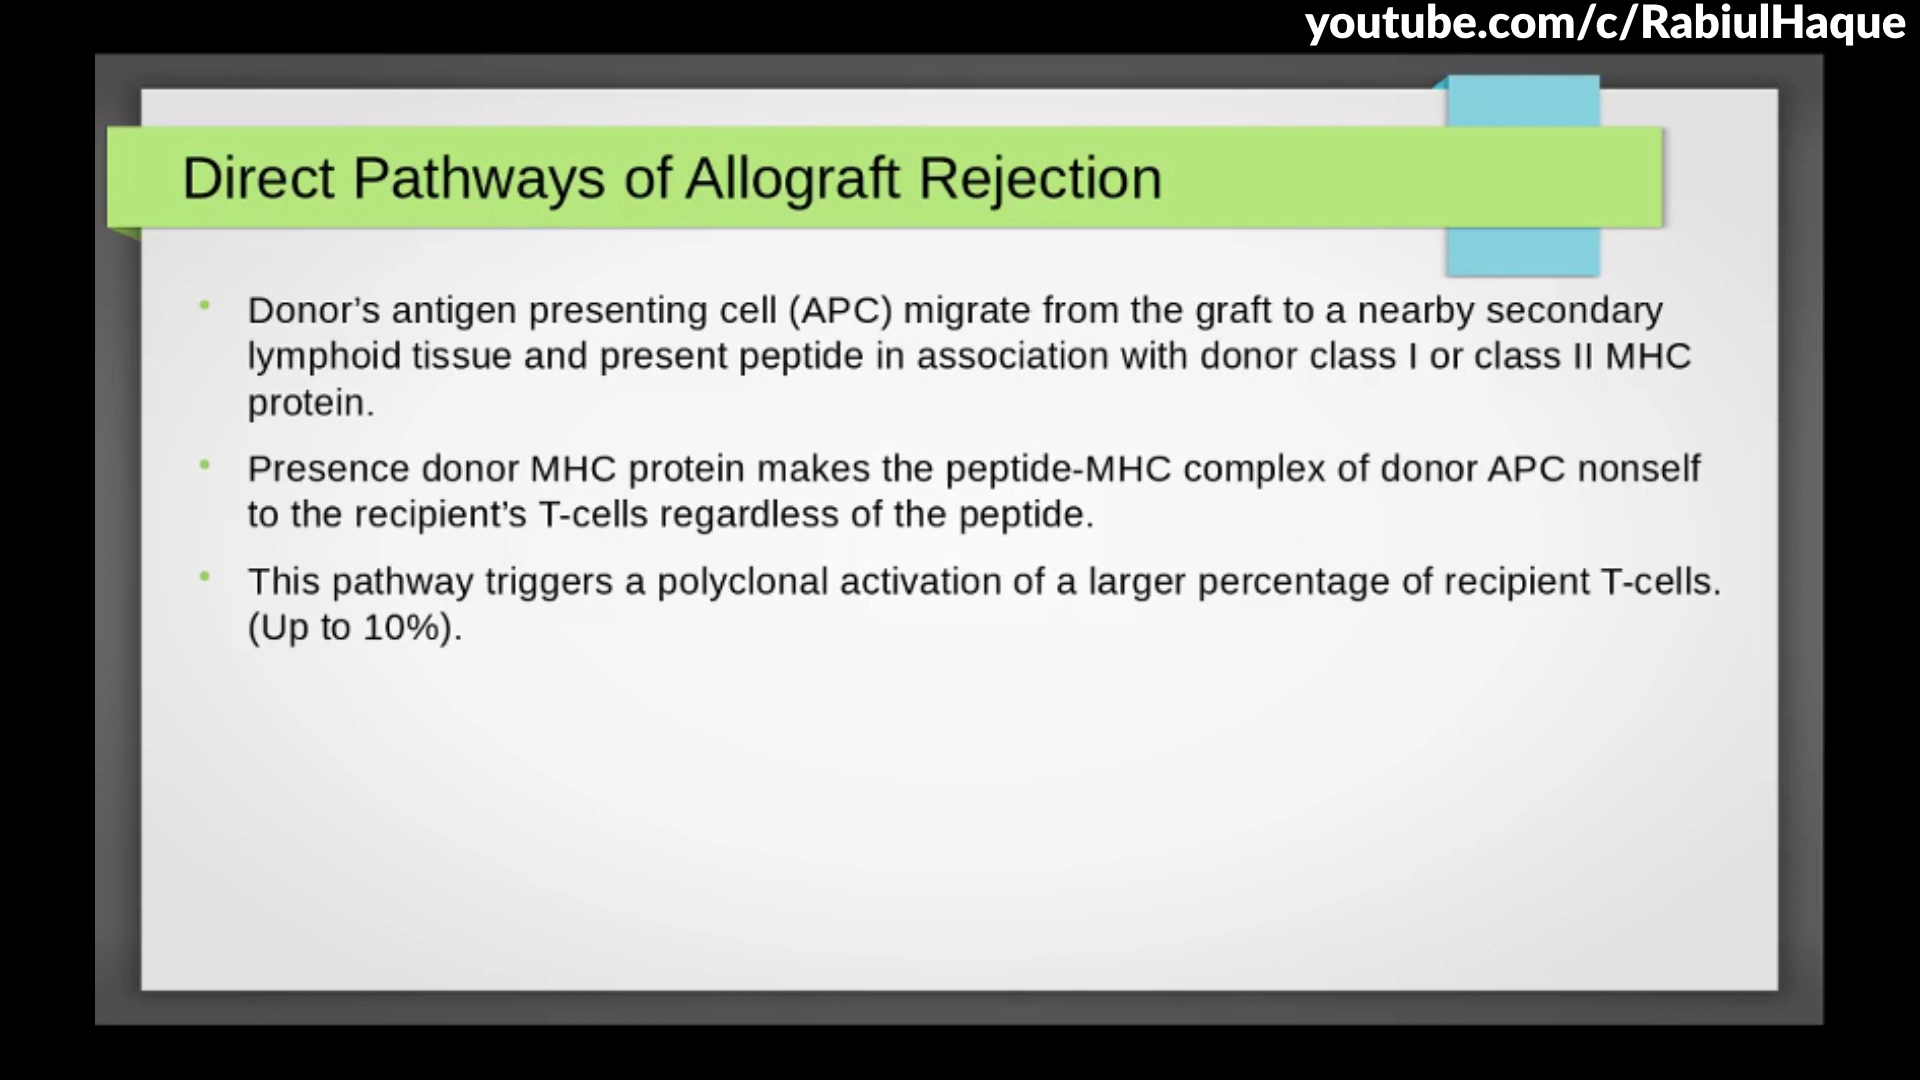 youtube.com/c/RabiulHaque
Direct Pathways of Allograft Rejection
• Donor’s antigen presenting cell (APC) migrate from the graft to a nearby secondary
lymphoid tissue and present peptide in association with donor class I or class II MHC
protein.
• Presence donor MHC protein makes the peptide-MHC complex of donor APC nonself
to the recipient’s T-cells regardless of the peptide.
• This pathway triggers a polyclonal activation of a larger percentage of recipient T-cells.
(Up to 10%).